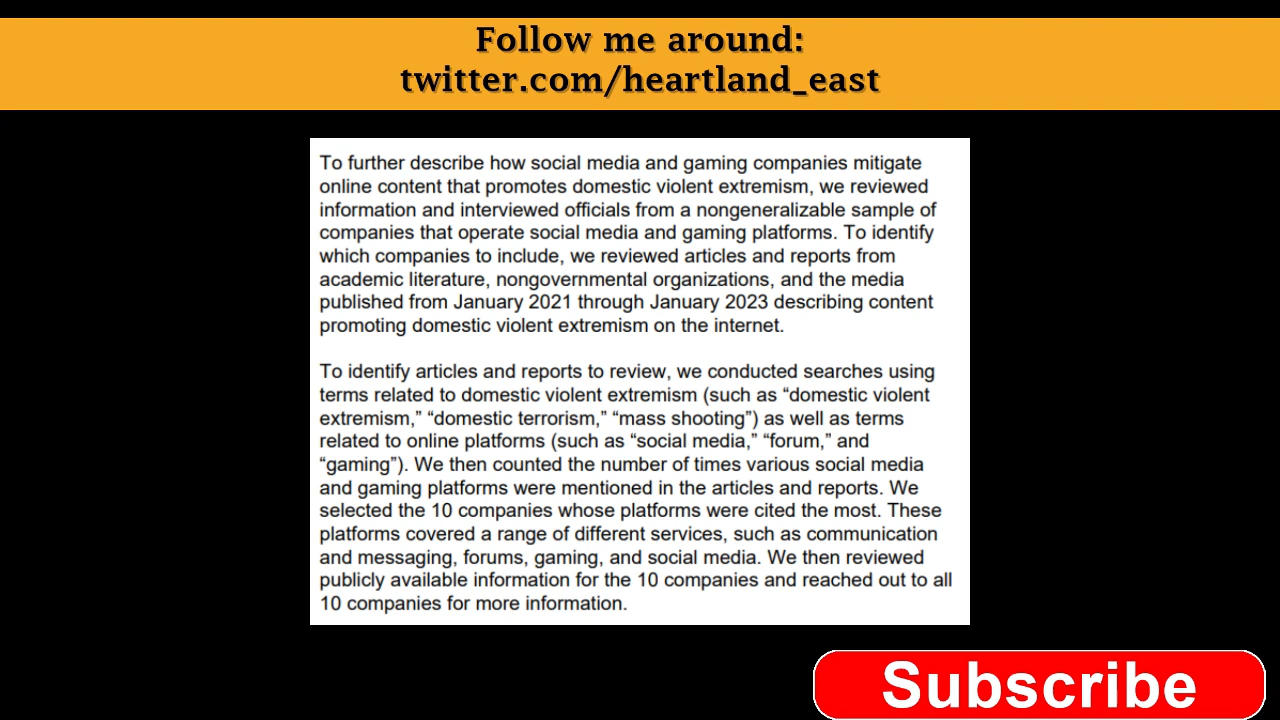 Follow me around:
twitter.com/heartland_east
To further describe how social media and gaming companies mitigate
online content that promotes domestic violent extremism, we reviewed
information and interviewed officials from a nongeneralizable sample of
companies that operate social media and gaming platforms. To identify
which companies to include, we reviewed articles and reports from
academic literature, nongovernmental organizations, and the media
published from January 2021 through January 2023 describing content
promoting domestic violent extremism on the internet.
To identify articles and reports to review, we conducted searches using
terms related to domestic violent extremism (such as “domestic violent
extremism,” “domestic terrorism,” “mass shooting”) as well as terms
related to online platforms (such as “social media,” “forum,” and
“gaming”). We then counted the number of times various social media
and gaming platforms were mentioned in the articles and reports. We
selected the 10 companies whose platforms were cited the most. These
platforms covered a range of different services, such as communication
and messaging, forums, gaming, and social media. We then reviewed
publicly available information for the 10 companies and reached out to all
10 companies for more information.
Subscribe